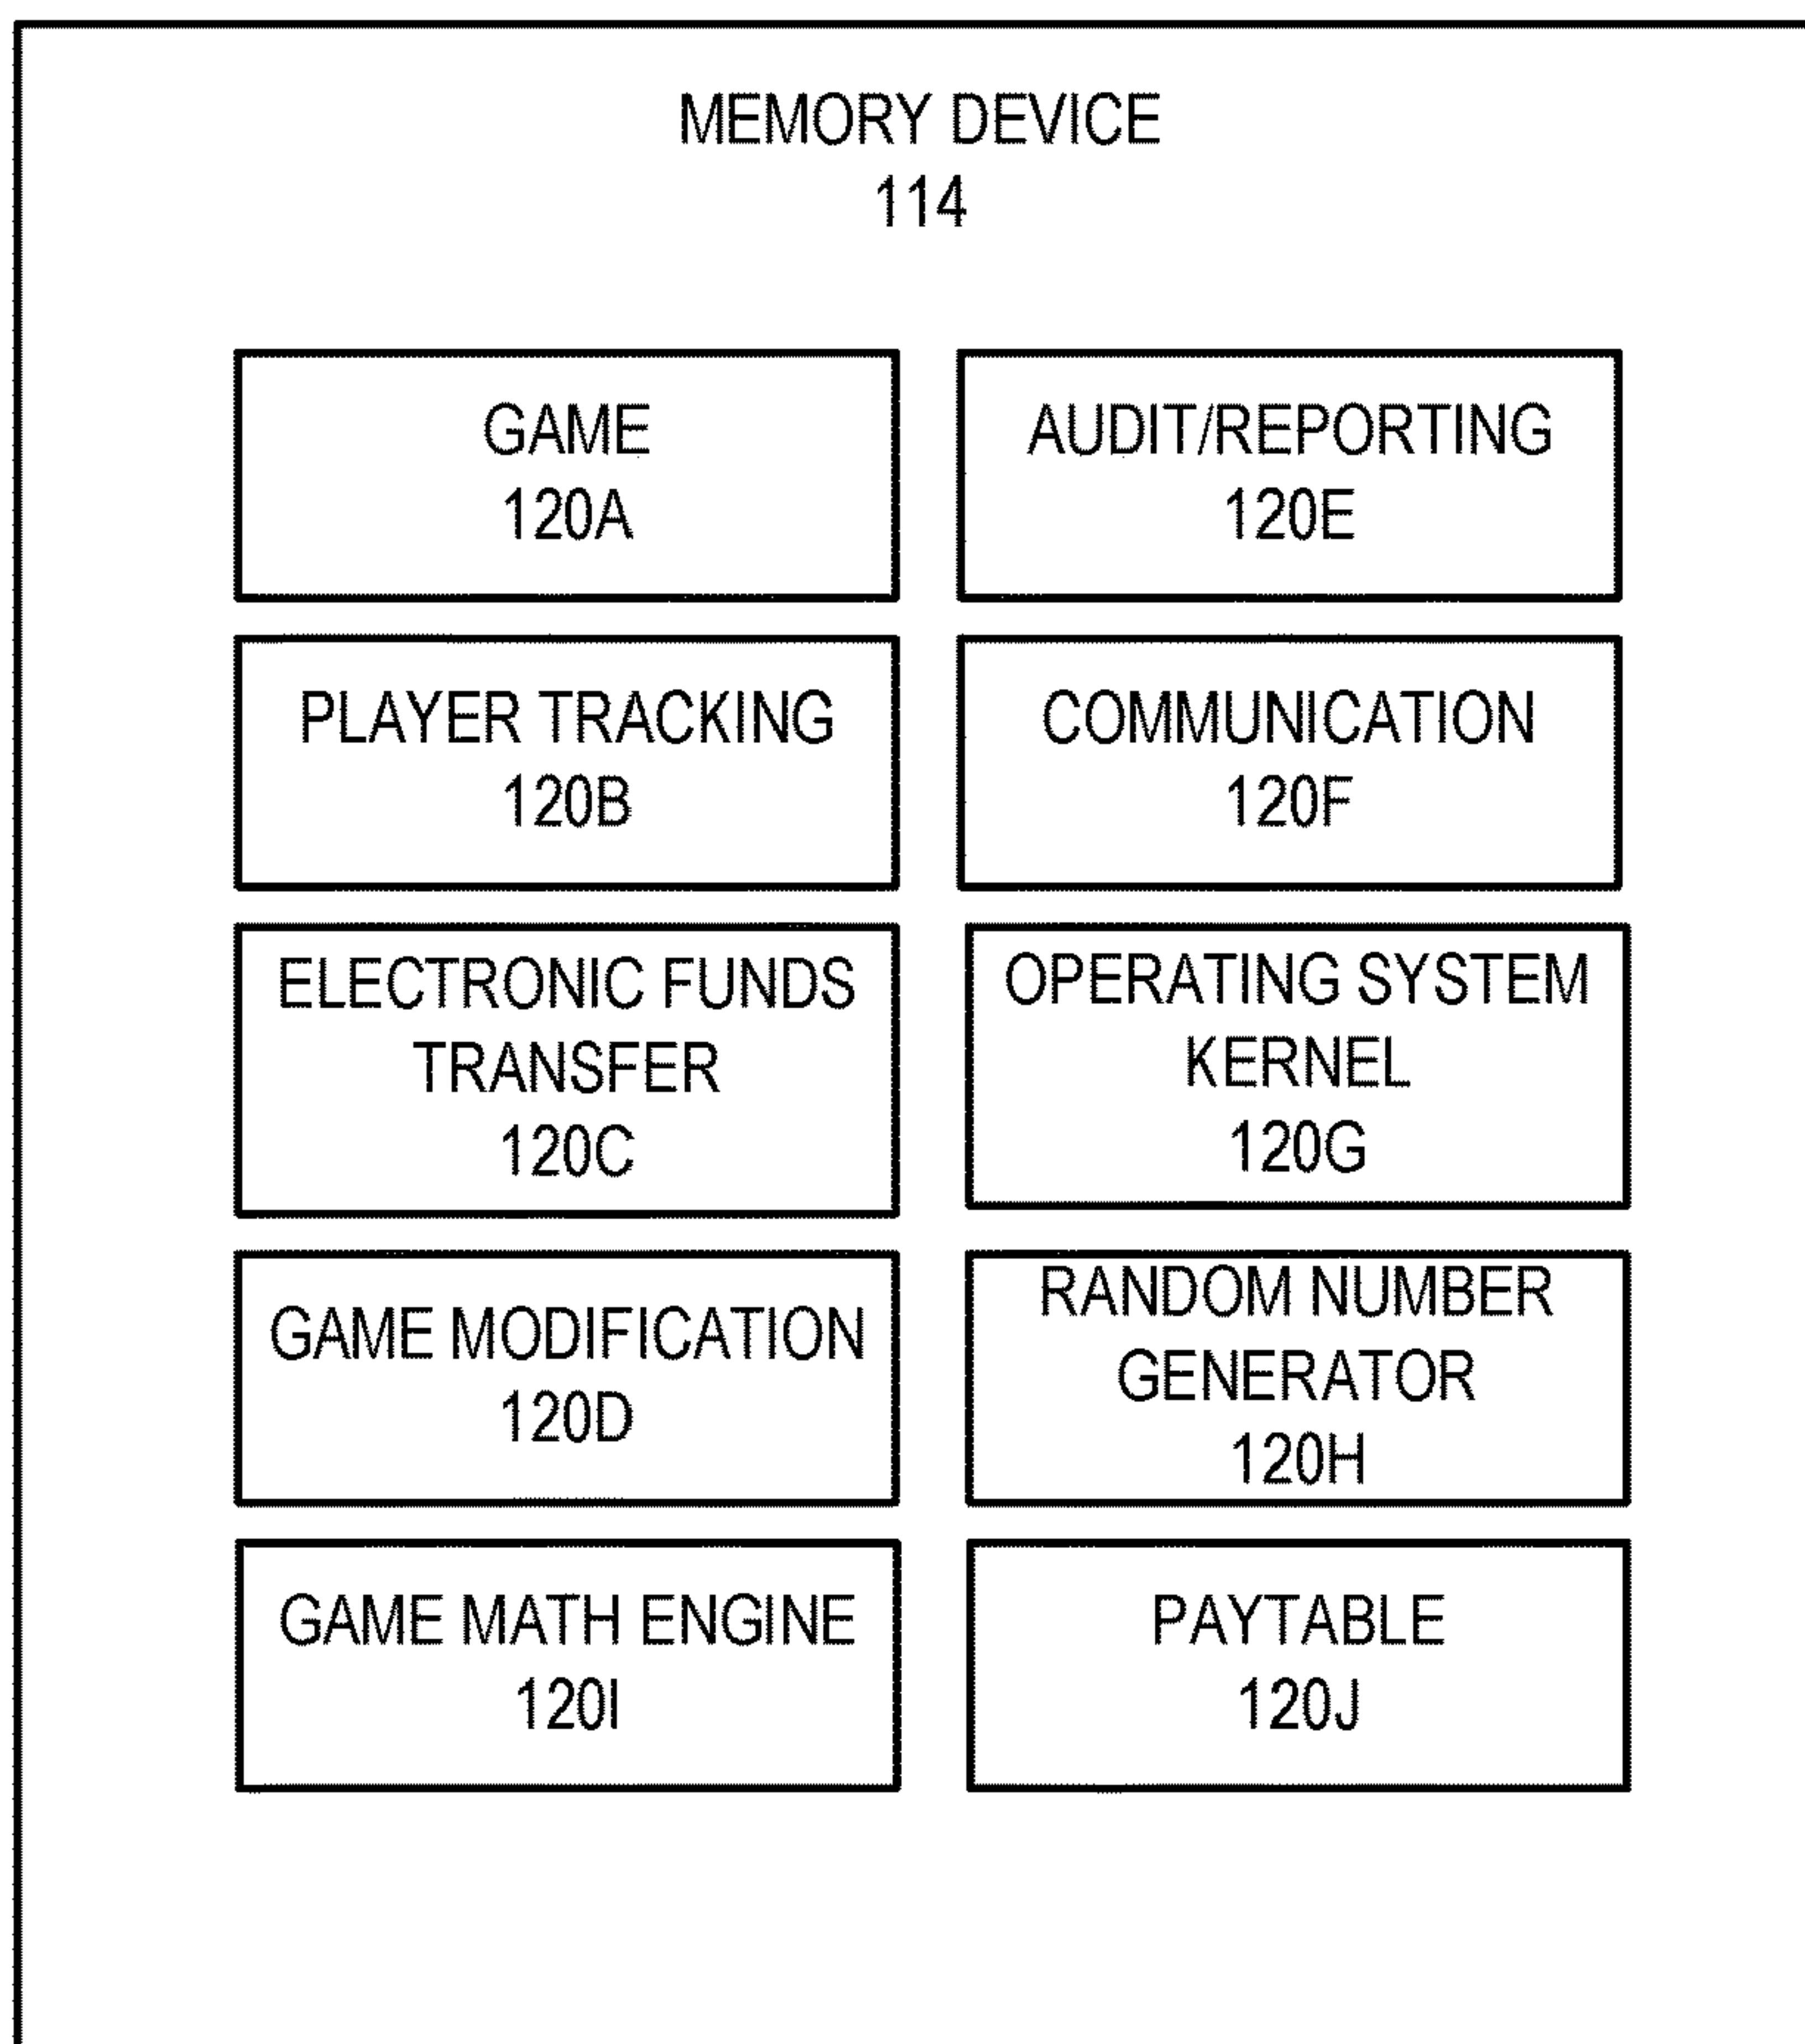 MEMORY DEVICE
114
GAME
120A
AUDIT/REPORTING
120E
PLAYER TRACKING
120B
COMMUNICATION
120F
ELECTRONIC FUNDS
TRANSFER
120C
OPERATING SYSTEM
KERNEL
120G
GAME MODIFICATION
120D
RANDOM NUMBER
GENERATOR
120H
GAME MATH ENGINE
120I
PAYTABLE
120J